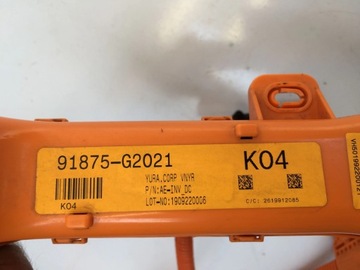 91875-G2021
K04
YURA.CORP VNYR
P/N:AE-INV_DC
LOT-NO:1909220006
K04
C/C: 2619912085